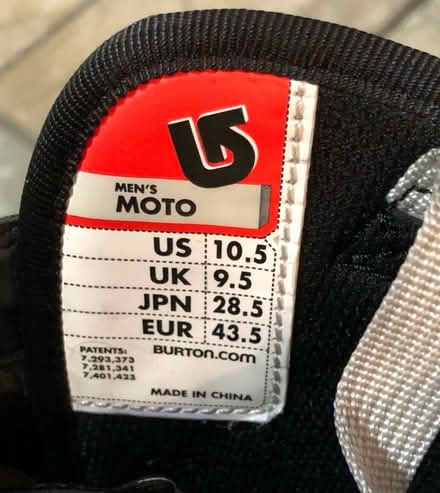 MEN'S
MOTO
US 10.5
UK 9.5
JPN 28.5
EUR 43.5
PATENTS:
7,293,373
7,281,341
7,401,423
BURTON.COM
MADE IN CHINA